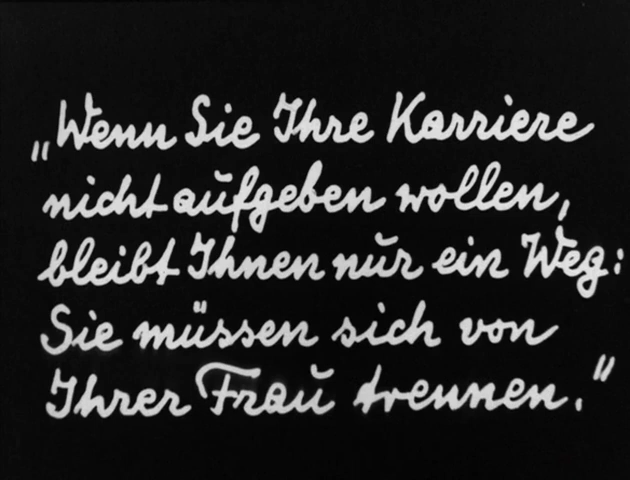 „Wenn Sie Ihre Karriere
nicht aufgeben wollen,
bleibt Ihnen nur ein Weg:
Sie müssen sich von
Ihrer Frau trennen."